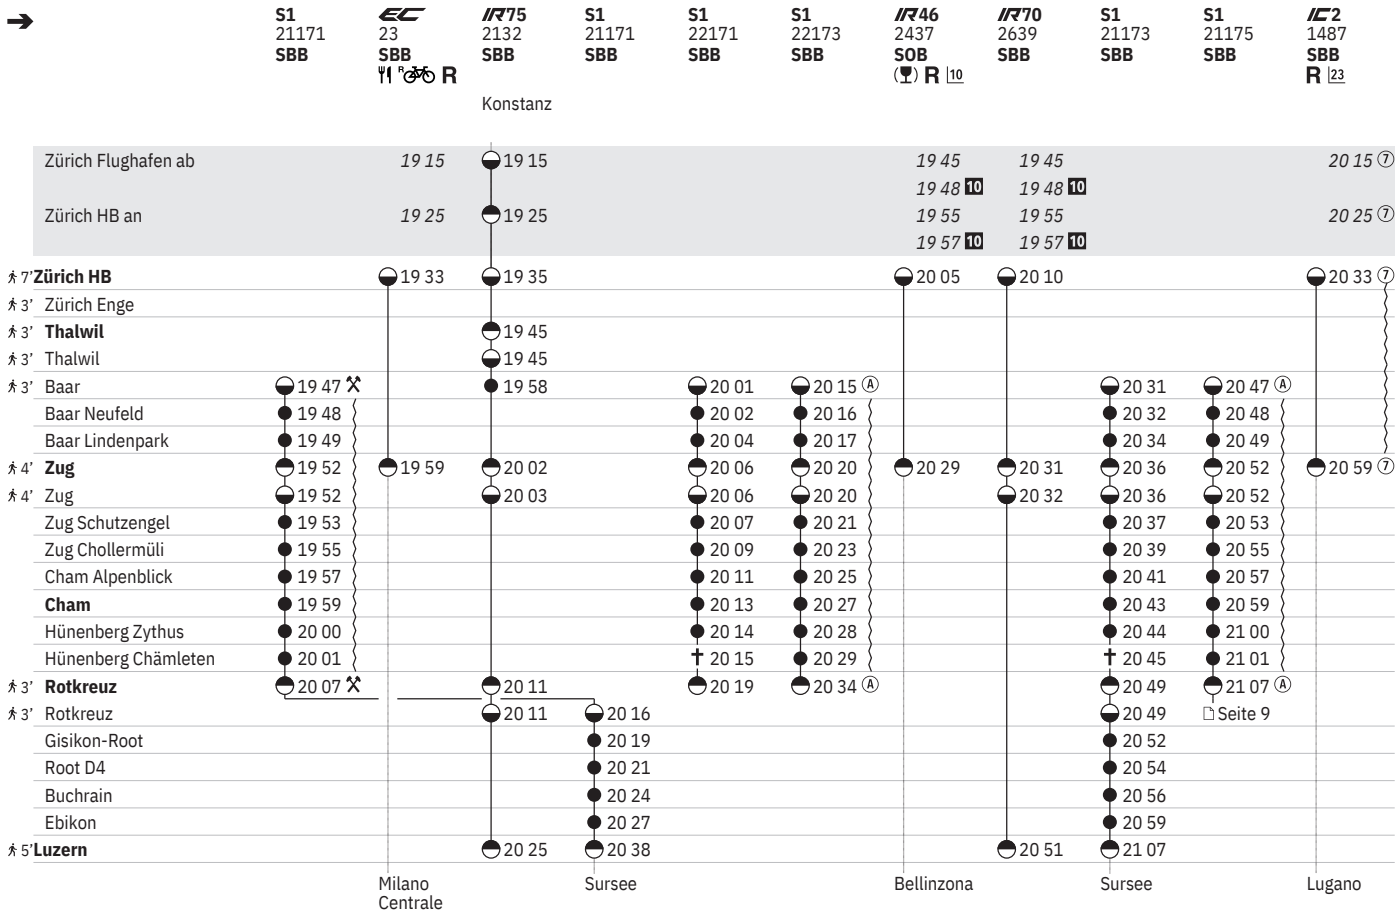 S1 EC IR75 S1 S1 S1 IR46 IR70 S1 S1 IC2
21171 23 2132 21171 22171 22173 2437 2639 21173 21175 1487
SBB SBB SBB SBB SBB SBB SOB SBB SBB SBB SBB
R R ( ) R 10 R 23
Konstanz
Zürich Flughafen ab 19 15 19 15 19 45 19 45 20 15 7
19 48 10 19 48 10
Zürich HB an 19 25 19 25 19 55 19 55 20 25 7
19 57 10 19 57 10
7' Zürich HB 19 33 19 35 20 05 20 10 20 33 7
3' Zürich Enge
3' Thalwil 19 45
3' Thalwil 19 45
3' Baar 19 47 19 58 20 01 20 15 A 20 31 20 47 A
Baar Neufeld 19 48 20 02 20 16 20 32 20 48
Baar Lindenpark 19 49 20 04 20 17 20 34 20 49
4' Zug 19 52 19 59 20 02 20 06 20 20 20 29 20 31 20 36 20 52 20 59 7
4' Zug 19 52 20 03 20 06 20 20 20 32 20 36 20 52
Zug Schutzengel 19 53 20 07 20 21 20 37 20 53
Zug Chollermüli 19 55 20 09 20 23 20 39 20 55
Cham Alpenblick 19 57 20 11 20 25 20 41 20 57
Cham 19 59 20 13 20 27 20 43 20 59
Hünenberg Zythus 20 00 20 14 20 28 20 44 21 00
Hünenberg Chämleten 20 01 20 15 20 29 20 45 21 01
3' Rotkreuz 20 07 20 11 20 19 20 34 A 20 49 21 07 A
3' Rotkreuz 20 11 20 16 20 49 Seite 9
Gisikon-Root 20 19 20 52
Root D4 20 21 20 54
Buchrain 20 24 20 56
Ebikon 20 27 20 59
5' Luzern 20 25 20 38 20 51 21 07
Milano Sursee Bellinzona Sursee Lugano
Centrale